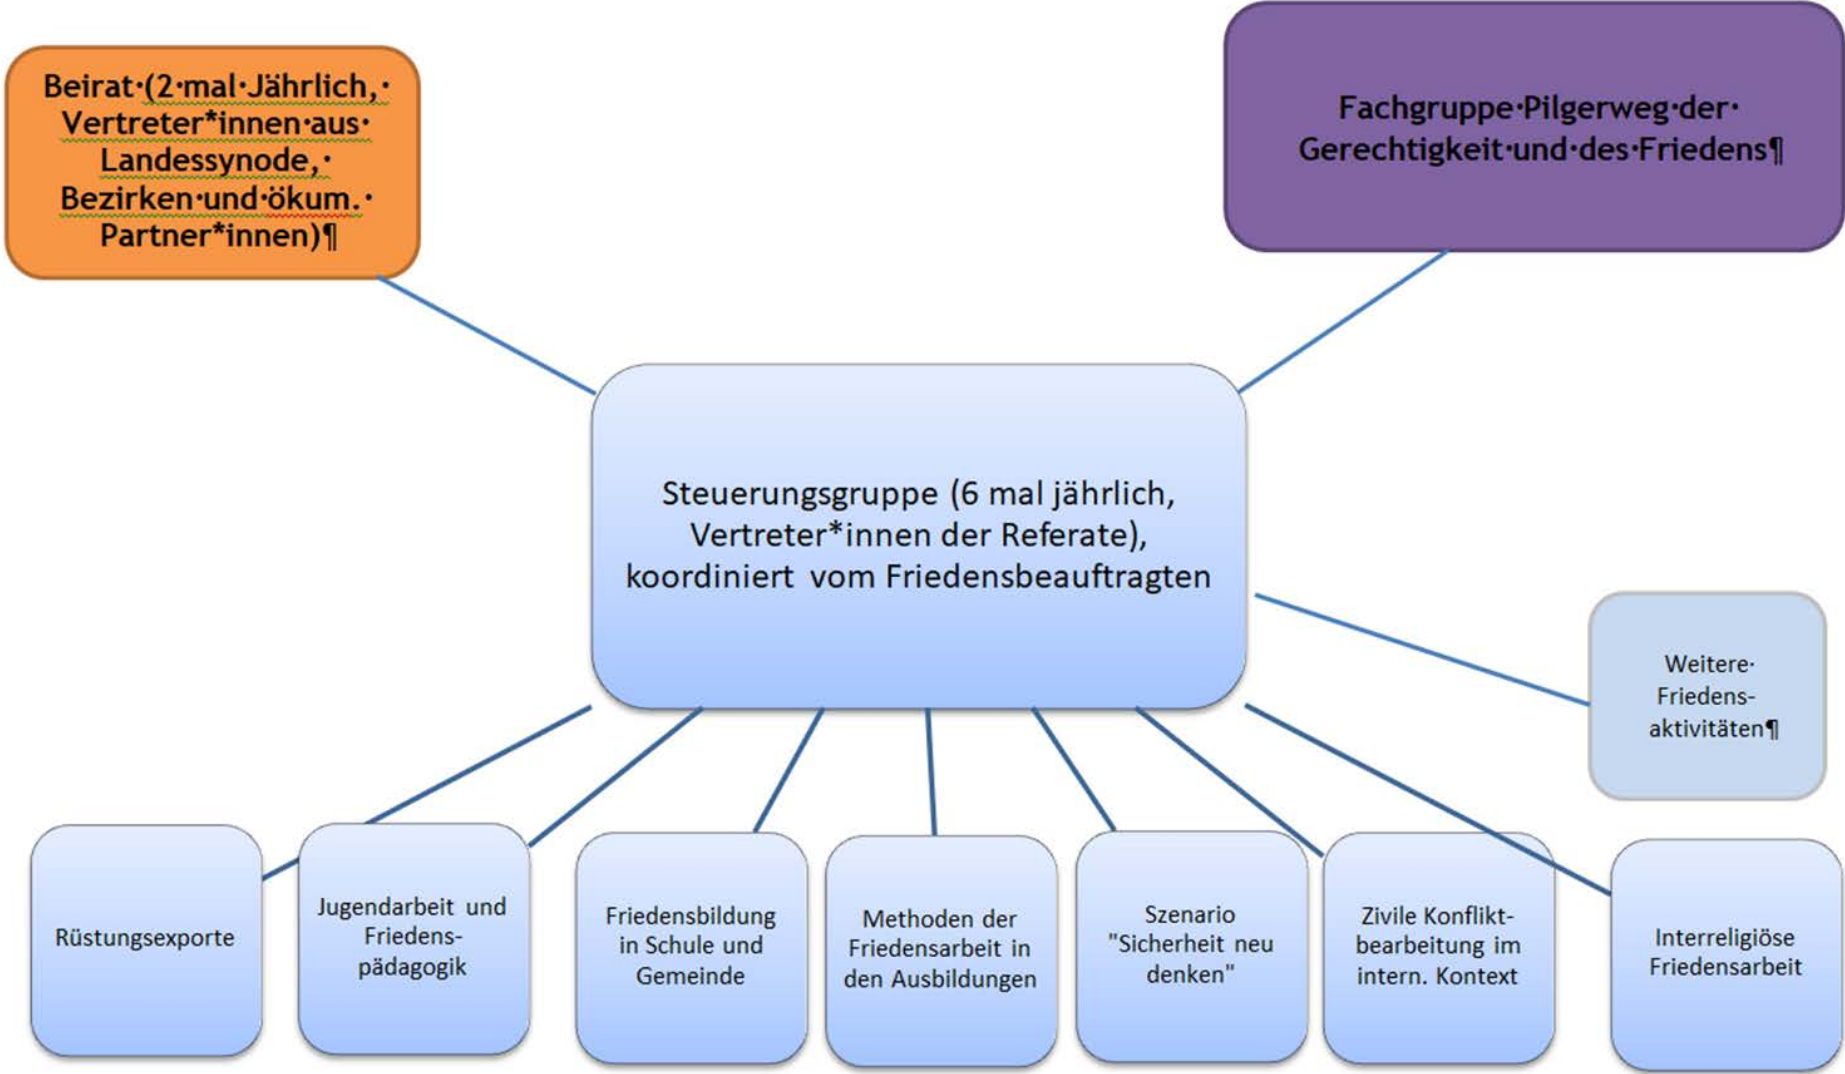 Beirat·(2·mal·Jährlich,·
Vertreter*innen·aus·
Landessynode,·
Bezirken·und·ökum.·
Partner*innen)¶
Fachgruppe·Pilgerweg·der·
Gerechtigkeit·und·des·Friedens¶
Steuerungsgruppe (6 mal jährlich,
Vertreter*innen der Referate),
koordiniert vom Friedensbeauftragten
Weitere·
Friedens-
aktivitäten¶
Rüstungsexporte
Jugendarbeit und
Friedens-
pädagogik
Friedensbildung
in Schule und
Gemeinde
Methoden der
Friedensarbeit in
den Ausbildungen
Szenario
"Sicherheit neu
denken"
Zivile Konflikt-
bearbeitung im
intern. Kontext
Interreligiöse
Friedensarbeit